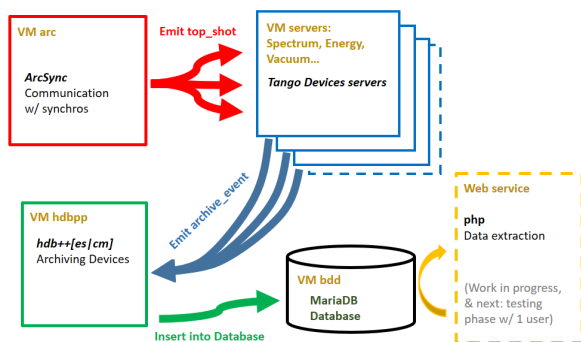 VM arc
ArcSync
Communication
w/ synchros
Emit top_shot
VM servers:
Spectrum, Energy,
Vacuum...
Tango Devices servers
Emit archive_event
VM hdbpp
hdb++[es|cm]
Archiving Devices
Insert into Database
VM bdd
MariaDB
Database
Web service
php
Data extraction
(Work in progress,
& next: testing
phase w/ 1 user)